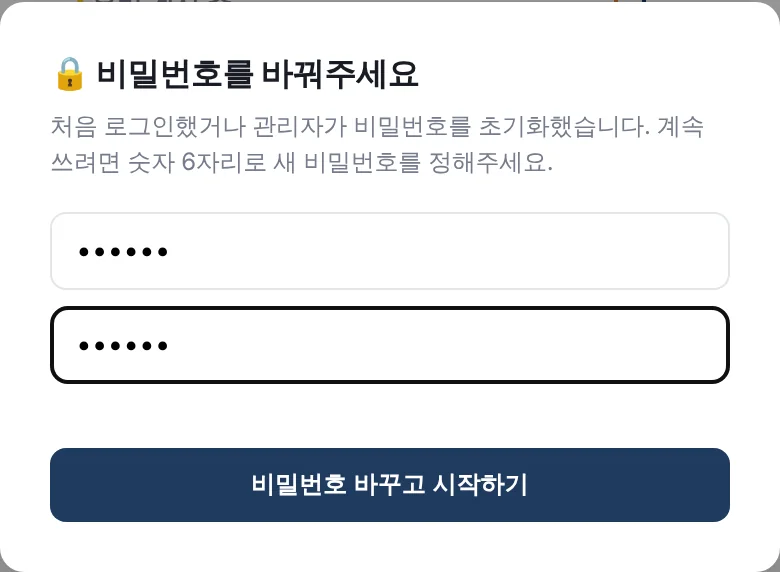 🔒 비밀번호를 바꿔주세요
처음 로그인했거나 관리자가 비밀번호를 초기화했습니다. 계속
쓰려면 숫자 6자리로 새 비밀번호를 정해주세요.
••••••
••••••
비밀번호 바꾸고 시작하기